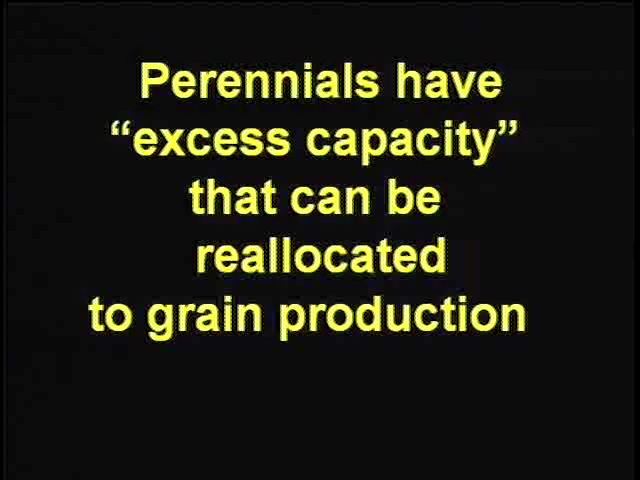 Perennials have
“excess capacity”
that can be
reallocated
to grain production